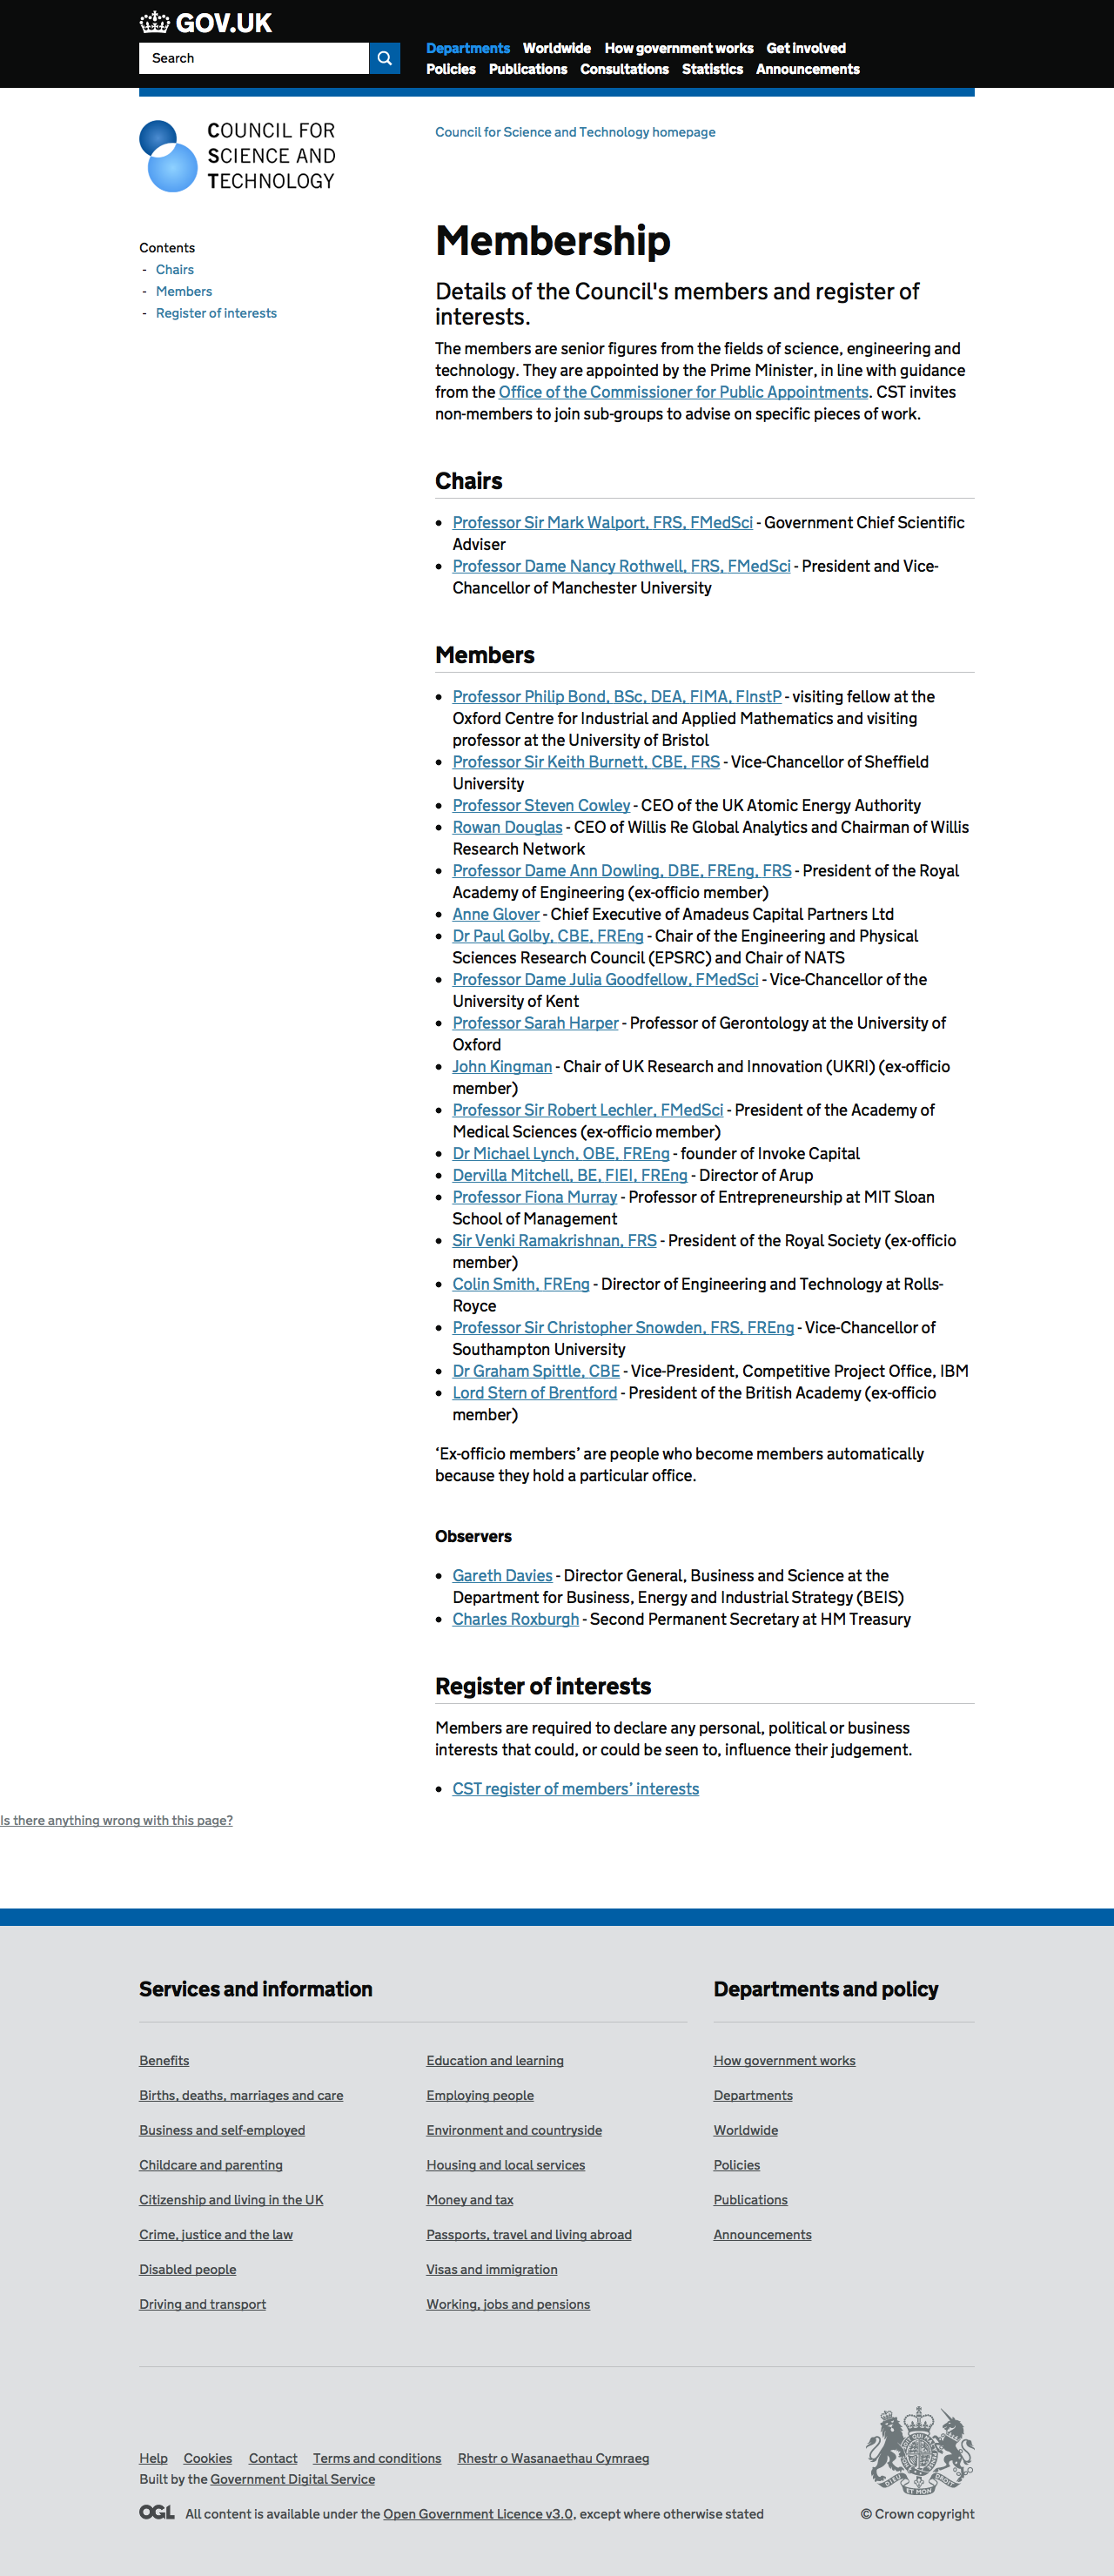 GOV.UK
Search
Departments Worldwide How government works Get involved
Policies Publications Consultations Statistics Announcements
COUNCIL FOR
SCIENCE AND
TECHNOLOGY
Council for Science and Technology homepage
Contents
- Chairs
- Members
- Register of interests
Membership
Details of the Council's members and register of
interests.
The members are senior figures from the fields of science, engineering and
technology. They are appointed by the Prime Minister, in line with guidance
from the Office of the Commissioner for Public Appointments. CST invites
non-members to join sub-groups to advise on specific pieces of work.
Chairs
• Professor Sir Mark Walport, FRS, FMedSci - Government Chief Scientific
Adviser
• Professor Dame Nancy Rothwell, FRS, FMedSci - President and Vice-
Chancellor of Manchester University
Members
• Professor Philip Bond, BSc, DEA, FIMA, FInstP - visiting fellow at the
Oxford Centre for Industrial and Applied Mathematics and visiting
professor at the University of Bristol
• Professor Sir Keith Burnett, CBE, FRS - Vice-Chancellor of Sheffield
University
• Professor Steven Cowley - CEO of the UK Atomic Energy Authority
• Rowan Douglas - CEO of Willis Re Global Analytics and Chairman of Willis
Research Network
• Professor Dame Ann Dowling, DBE, FREng, FRS - President of the Royal
Academy of Engineering (ex-officio member)
• Anne Glover - Chief Executive of Amadeus Capital Partners Ltd
• Dr Paul Golby, CBE, FREng - Chair of the Engineering and Physical
Sciences Research Council (EPSRC) and Chair of NATS
• Professor Dame Julia Goodfellow, FMedSci - Vice-Chancellor of the
University of Kent
• Professor Sarah Harper - Professor of Gerontology at the University of
Oxford
• John Kingman - Chair of UK Research and Innovation (UKRI) (ex-officio
member)
• Professor Sir Robert Lechler, FMedSci - President of the Academy of
Medical Sciences (ex-officio member)
• Dr Michael Lynch, OBE, FREng - founder of Invoke Capital
• Dervilla Mitchell, BE, FIEI, FREng - Director of Arup
• Professor Fiona Murray - Professor of Entrepreneurship at MIT Sloan
School of Management
• Sir Venki Ramakrishnan, FRS - President of the Royal Society (ex-officio
member)
• Colin Smith, FREng - Director of Engineering and Technology at Rolls-
Royce
• Professor Sir Christopher Snowden, FRS, FREng - Vice-Chancellor of
Southampton University
• Dr Graham Spittle, CBE - Vice-President, Competitive Project Office, IBM
• Lord Stern of Brentford - President of the British Academy (ex-officio
member)
‘Ex-officio members’ are people who become members automatically
because they hold a particular office.
Observers
• Gareth Davies - Director General, Business and Science at the
Department for Business, Energy and Industrial Strategy (BEIS)
• Charles Roxburgh - Second Permanent Secretary at HM Treasury
Register of interests
Members are required to declare any personal, political or business
interests that could, or could be seen to, influence their judgement.
• CST register of members’ interests
Is there anything wrong with this page?
Services and information
Benefits
Births, deaths, marriages and care
Business and self-employed
Childcare and parenting
Citizenship and living in the UK
Crime, justice and the law
Disabled people
Driving and transport
Education and learning
Employing people
Environment and countryside
Housing and local services
Money and tax
Passports, travel and living abroad
Visas and immigration
Working, jobs and pensions
Departments and policy
How government works
Departments
Worldwide
Policies
Publications
Announcements
Help Cookies Contact Terms and conditions Rhestr o Wasanaethau Cymraeg
Built by the Government Digital Service
OGL All content is available under the Open Government Licence v3.0, except where otherwise stated
DIEU ET MON DROIT
© Crown copyright